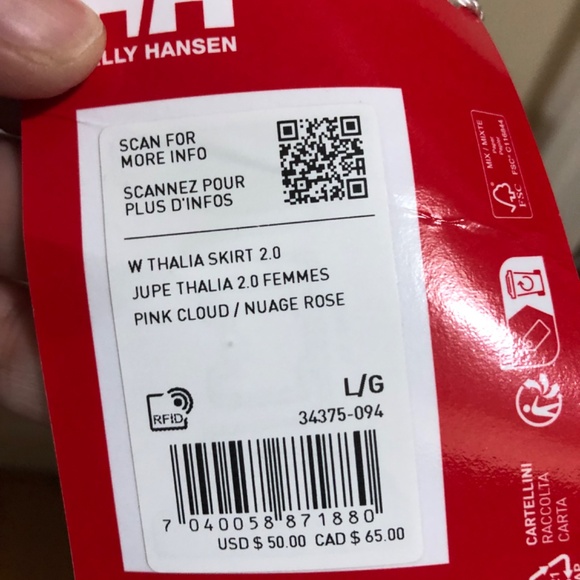 HELLY HANSEN
SCAN FOR
MORE INFO
SCANNEZ POUR
PLUS D'INFOS
W THALIA SKIRT 2.0
JUPE THALIA 2.0 FEMMES
PINK CLOUD / NUAGE ROSE
L/G
34375-094
RFID
7 040058 871880
USD $ 50.00 CAD $ 65.00
MIX / MIXTE
FSC
CARTELLINI
RACCOLTA
CARTA